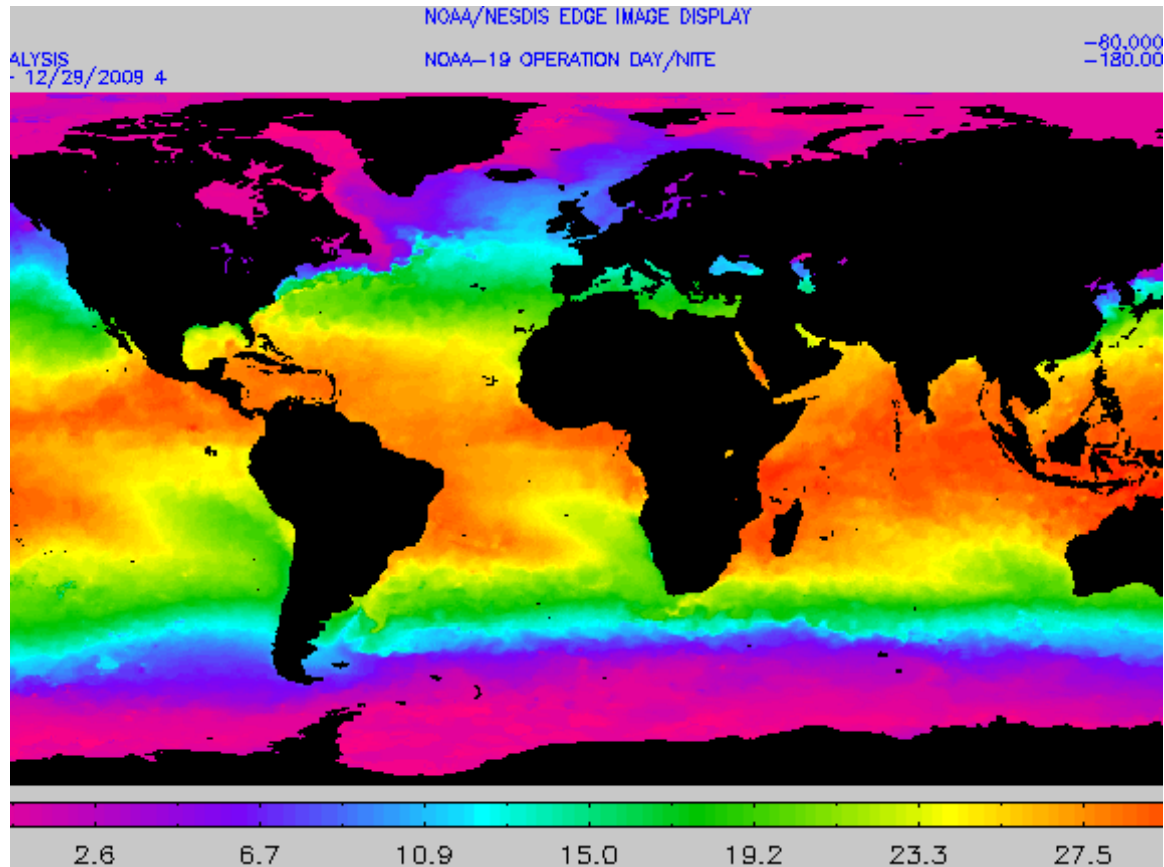 NOAA/NESDIS EDGE IMAGE DISPLAY
ALYSIS
- 12/29/2009 4
NOAA-19 OPERATION DAY/NITE
-80.000
-180.00
2.6 6.7 10.9 15.0 19.2 23.3 27.5